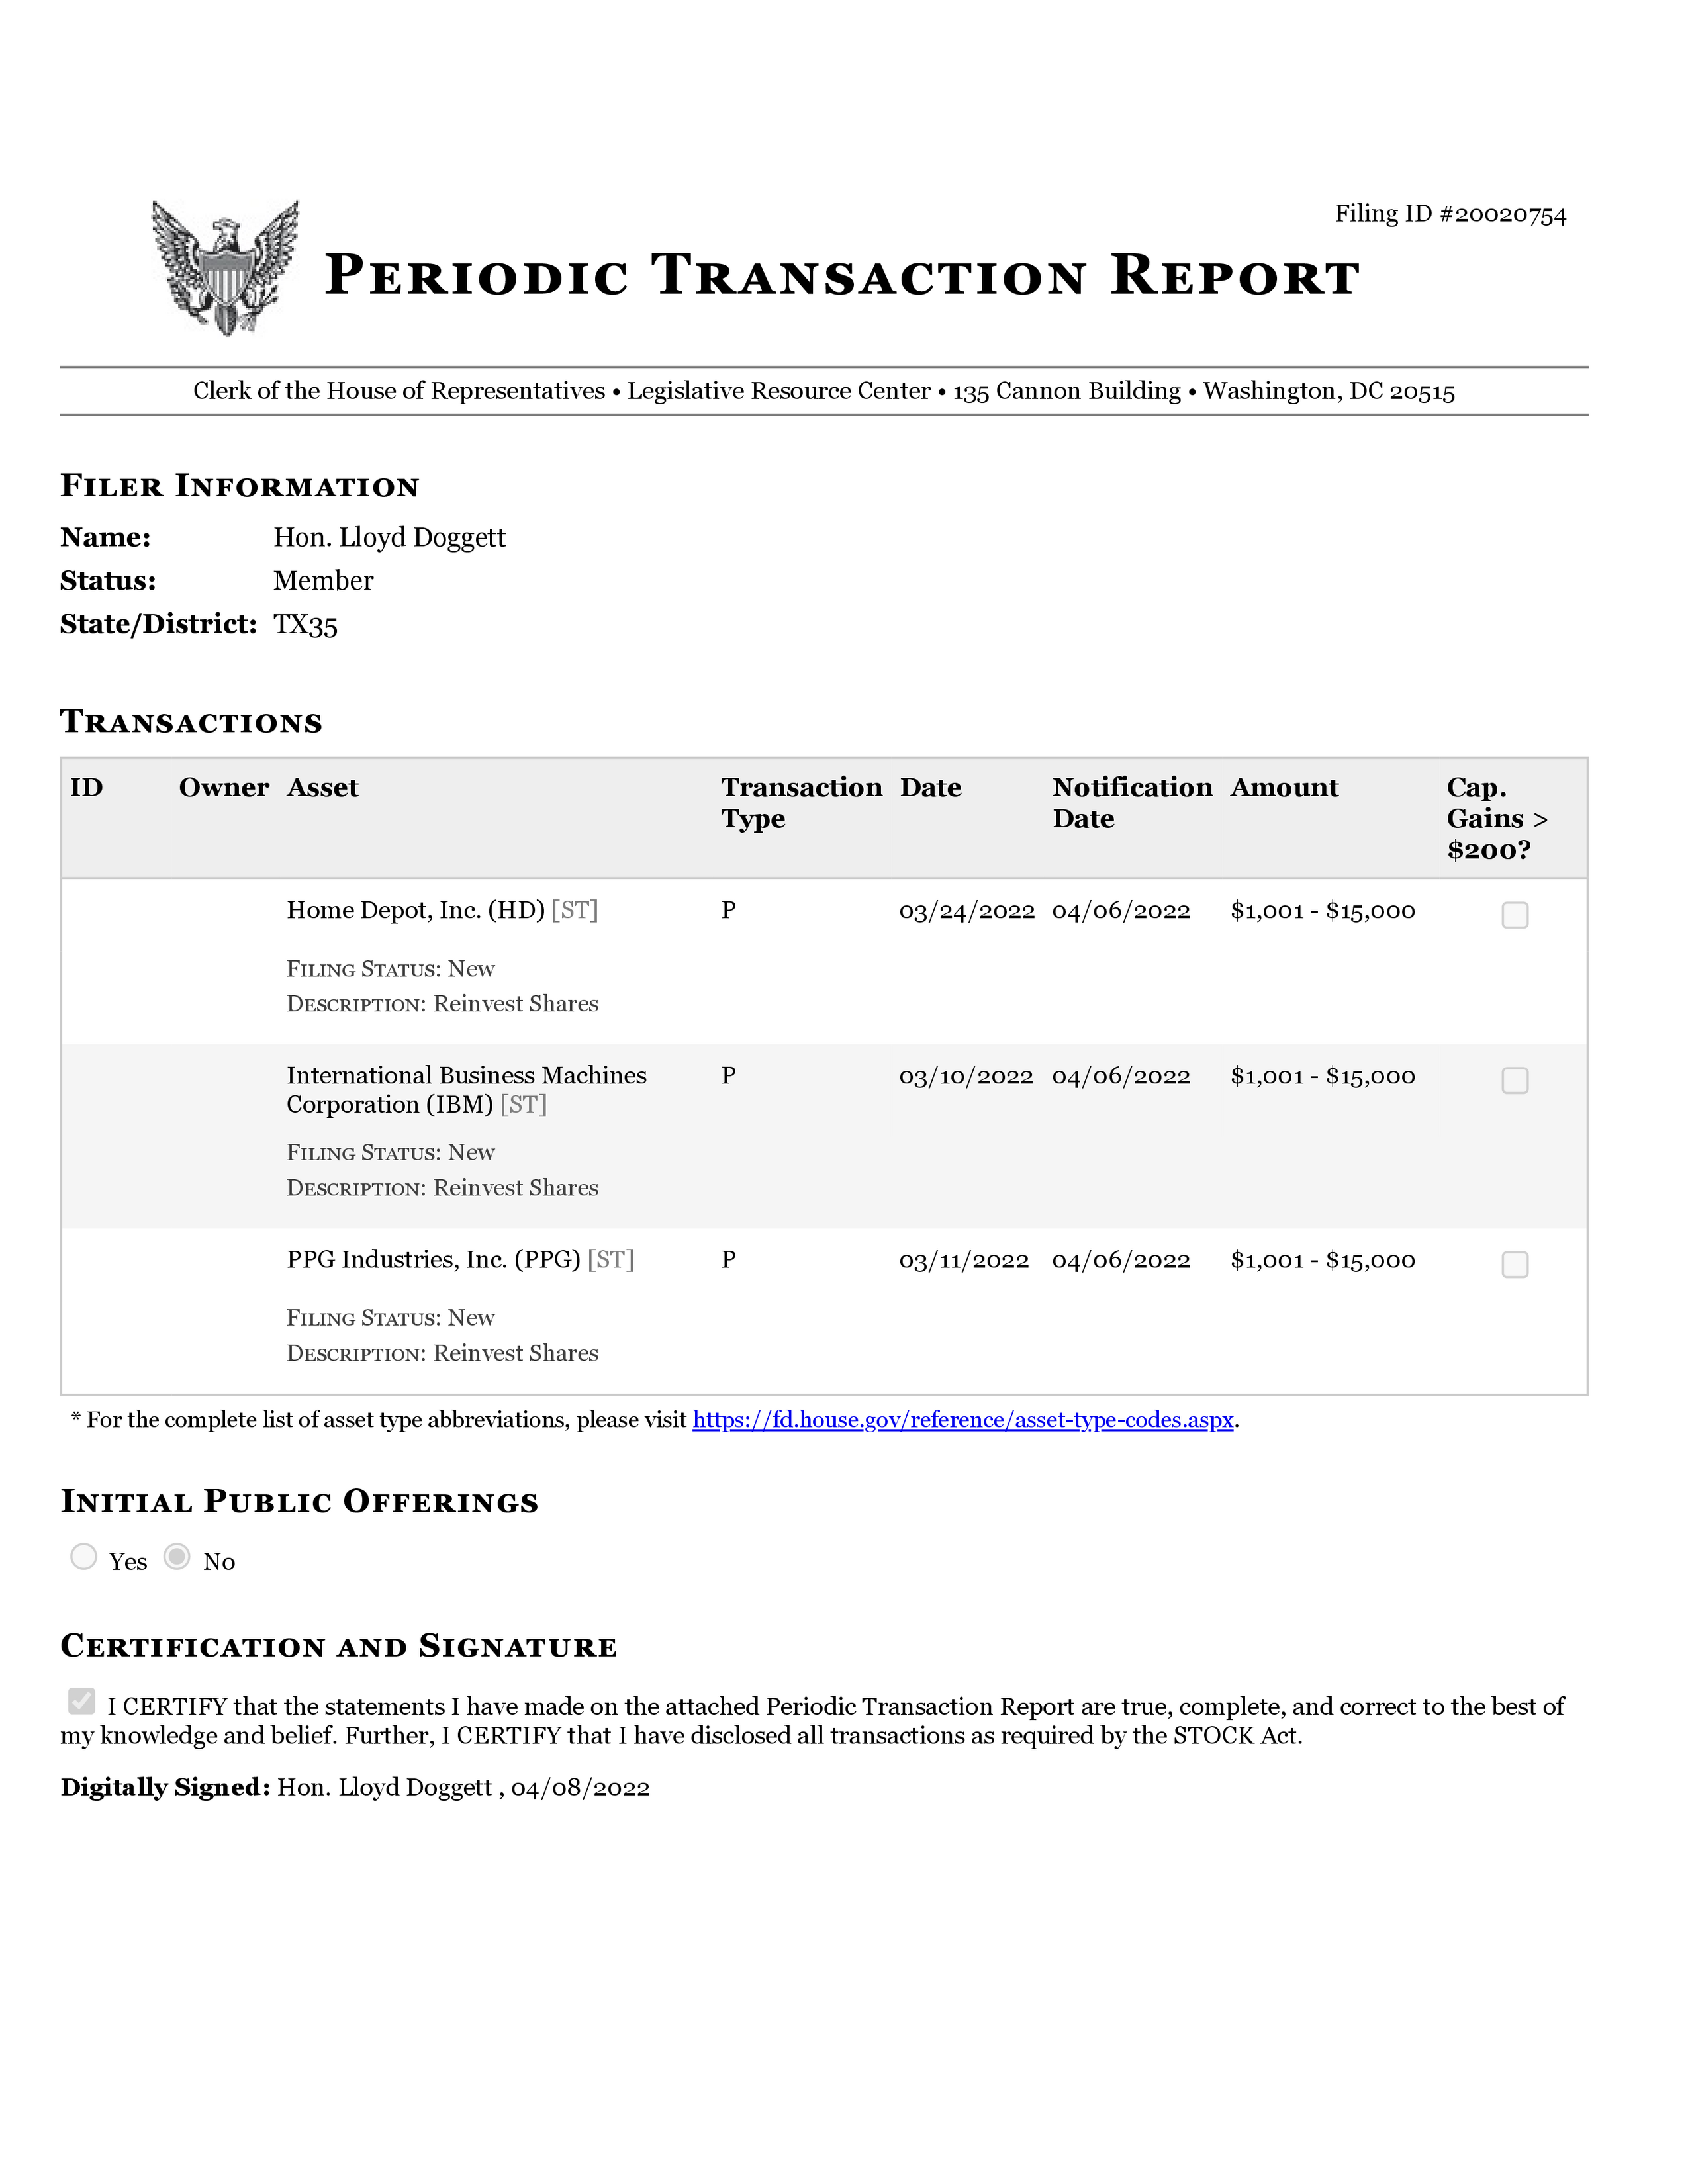 Filing ID #20020754
Periodic Transaction Report
Clerk of the House of Representatives • Legislative Resource Center • 135 Cannon Building • Washington, DC 20515
Filer Information
Name: Hon. Lloyd Doggett
Status: Member
State/District: TX35
Transactions
ID Owner Asset Transaction Type Date Notification Date Amount Cap. Gains > $200?
Home Depot, Inc. (HD) [ST] P 03/24/2022 04/06/2022 $1,001 - $15,000
Filing Status: New
Description: Reinvest Shares
International Business Machines Corporation (IBM) [ST] P 03/10/2022 04/06/2022 $1,001 - $15,000
Filing Status: New
Description: Reinvest Shares
PPG Industries, Inc. (PPG) [ST] P 03/11/2022 04/06/2022 $1,001 - $15,000
Filing Status: New
Description: Reinvest Shares
* For the complete list of asset type abbreviations, please visit https://fd.house.gov/reference/asset-type-codes.aspx.
Initial Public Offerings
Yes No
Certification and Signature
I CERTIFY that the statements I have made on the attached Periodic Transaction Report are true, complete, and correct to the best of
my knowledge and belief. Further, I CERTIFY that I have disclosed all transactions as required by the STOCK Act.
Digitally Signed: Hon. Lloyd Doggett , 04/08/2022